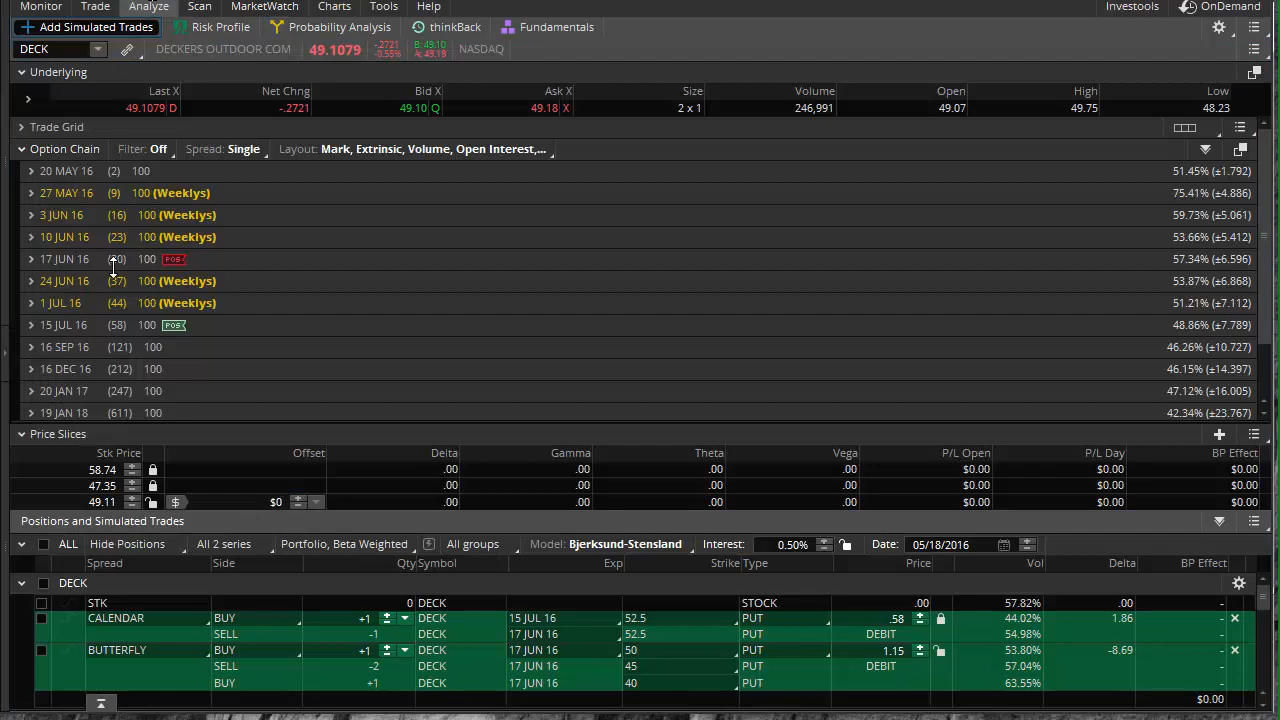 Monitor Trade Analyze Scan MarketWatch Charts Tools Help Investools OnDemand
Add Simulated Trades Risk Profile Probability Analysis thinkBack Fundamentals
DECK DECKERS OUTDOOR COM 49.1079 -.2721 -0.55% B: 49.10 A: 49.18 NASDAQ
Underlying
Last X Net Chng Bid X Ask X Size Volume Open High Low
49.1079 D -.2721 49.10 Q 49.18 X 2 x 1 246,991 49.07 49.75 48.23
Trade Grid
Option Chain Filter: Off Spread: Single Layout: Mark, Extrinsic, Volume, Open Interest,...
20 MAY 16 (2) 100 51.45% (±1.792)
27 MAY 16 (9) 100 (Weeklys) 75.41% (±4.886)
3 JUN 16 (16) 100 (Weeklys) 59.73% (±5.061)
10 JUN 16 (23) 100 (Weeklys) 53.66% (±5.412)
17 JUN 16 100 POS 57.34% (±6.596)
24 JUN 16 (37) 100 (Weeklys) 53.87% (±6.868)
1 JUL 16 (44) 100 (Weeklys) 51.21% (±7.112)
15 JUL 16 (58) 100 POS 48.86% (±7.789)
16 SEP 16 (121) 100 46.26% (±10.727)
16 DEC 16 (212) 100 46.15% (±14.397)
20 JAN 17 (247) 100 47.12% (±16.005)
19 JAN 18 (611) 100 42.34% (±23.767)
Price Slices
Stk Price Offset Delta Gamma Theta Vega P/L Open P/L Day BP Effect
58.74 .00 .00 .00 .00 $0.00 $0.00 $0.00
47.35 .00 .00 .00 .00 $0.00 $0.00 $0.00
49.11 $ $0 .00 .00 .00 .00 $0.00 $0.00 $0.00
Positions and Simulated Trades
ALL Hide Positions All 2 series Portfolio, Beta Weighted All groups Model: Bjerksund-Stensland Interest: 0.50% Date: 05/18/2016
Spread Side Qty Symbol Exp Strike Type Price Vol Delta BP Effect
DECK
STK 0 DECK STOCK .00 57.82% .00 -
CALENDAR BUY +1 DECK 15 JUL 16 52.5 PUT .58 44.02% 1.86 -
SELL -1 DECK 17 JUN 16 52.5 PUT DEBIT 54.98% -
BUTTERFLY BUY +1 DECK 17 JUN 16 50 PUT 1.15 53.80% -8.69 -
SELL -2 DECK 17 JUN 16 45 PUT DEBIT 57.04% -
BUY +1 DECK 17 JUN 16 40 PUT 63.55% -
$0.00